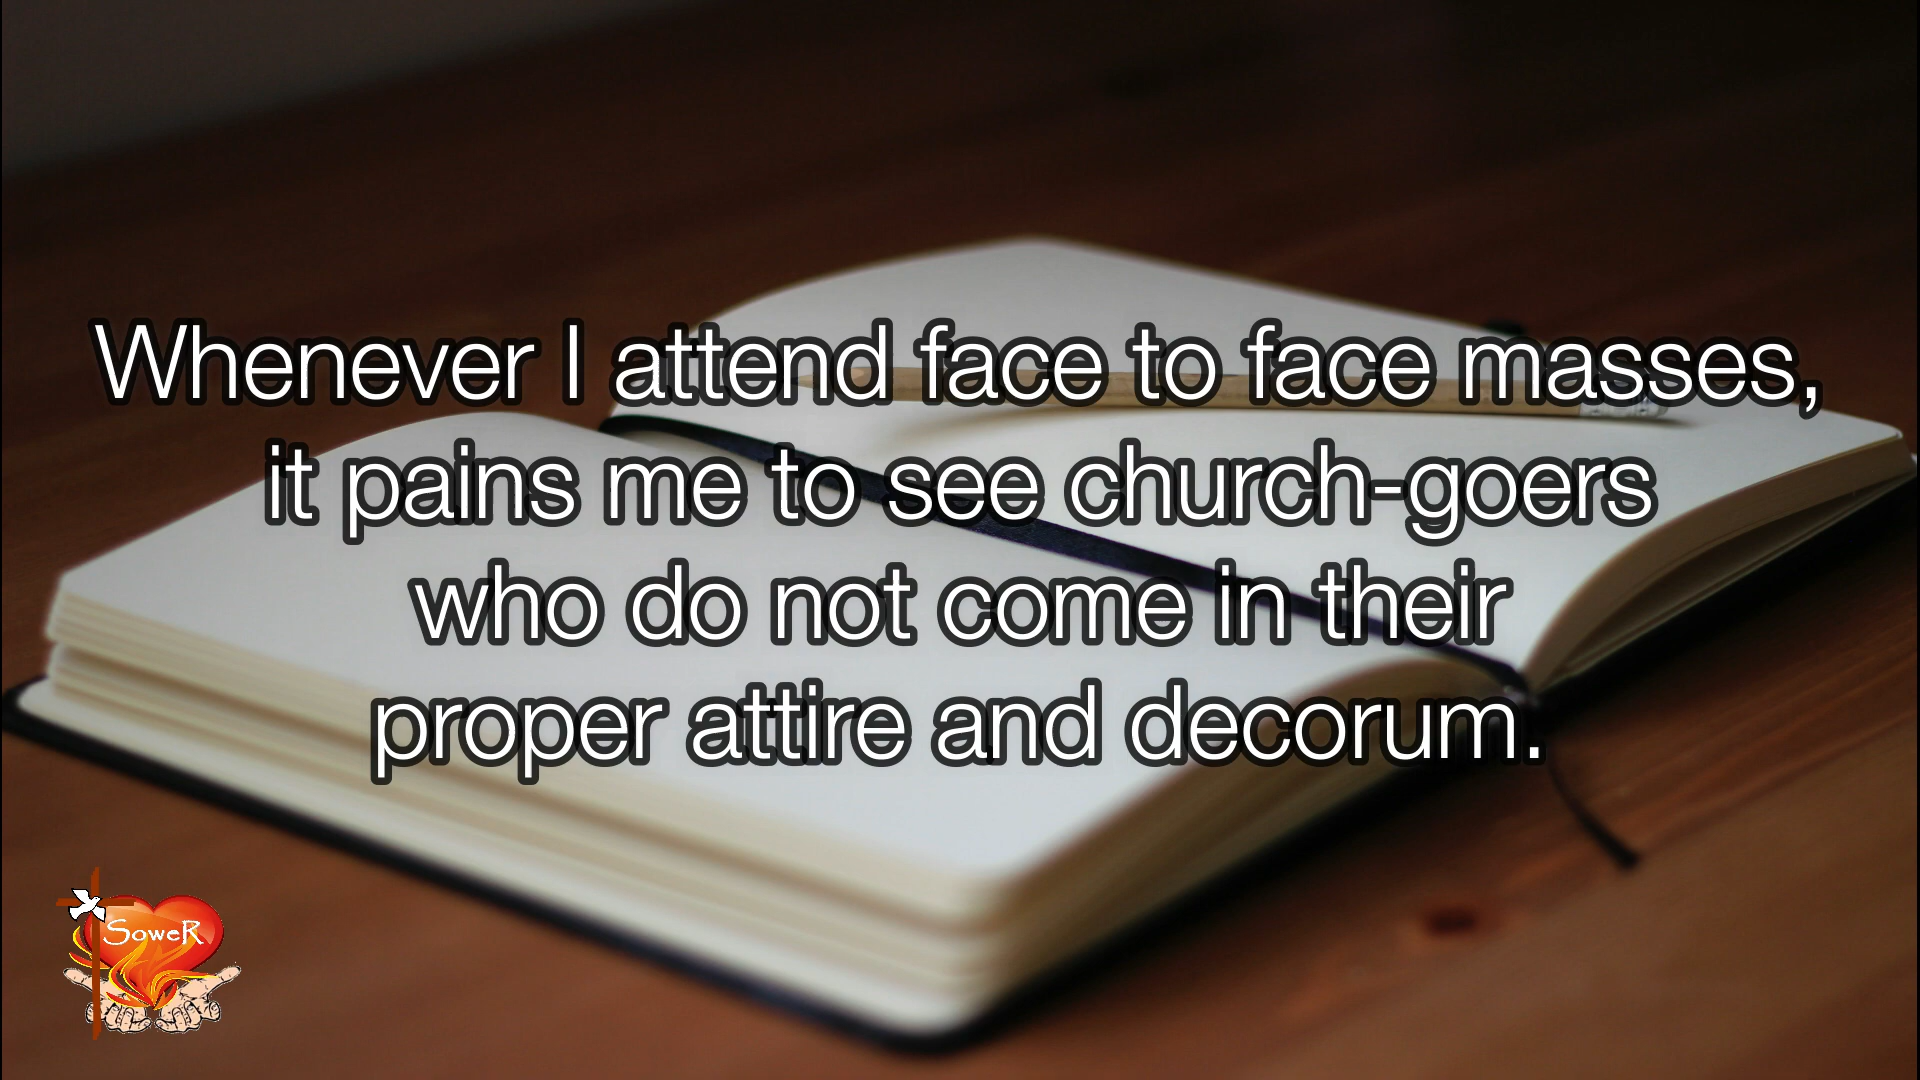 Whenever I attend face to face masses,
it pains me to see church-goers
who do not come in their
proper attire and decorum.
SoweR